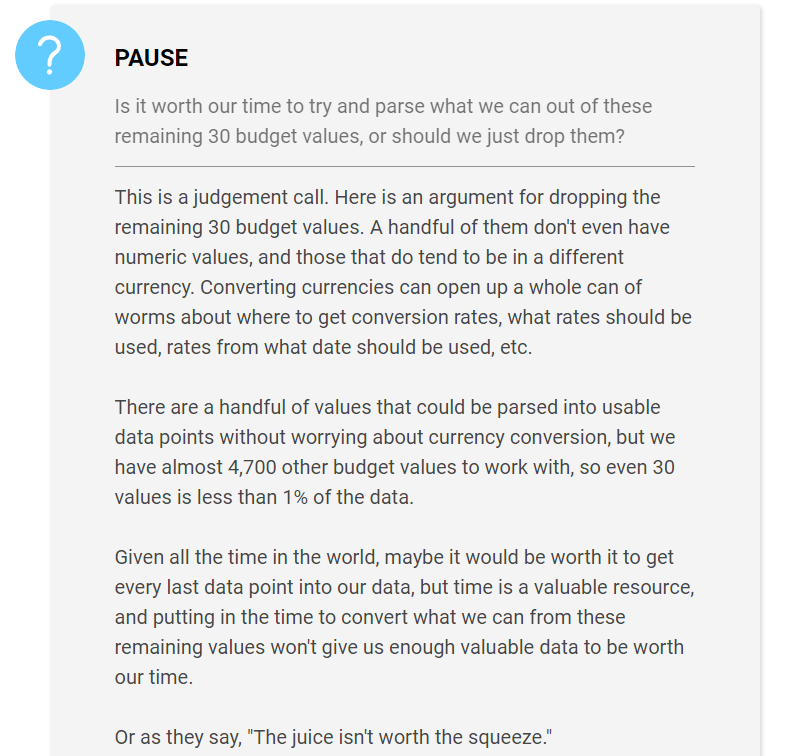 ?
PAUSE
Is it worth our time to try and parse what we can out of these
remaining 30 budget values, or should we just drop them?
This is a judgement call. Here is an argument for dropping the
remaining 30 budget values. A handful of them don't even have
numeric values, and those that do tend to be in a different
currency. Converting currencies can open up a whole can of
worms about where to get conversion rates, what rates should be
used, rates from what date should be used, etc.
There are a handful of values that could be parsed into usable
data points without worrying about currency conversion, but we
have almost 4,700 other budget values to work with, so even 30
values is less than 1% of the data.
Given all the time in the world, maybe it would be worth it to get
every last data point into our data, but time is a valuable resource,
and putting in the time to convert what we can from these
remaining values won't give us enough valuable data to be worth
our time.
Or as they say, "The juice isn't worth the squeeze."